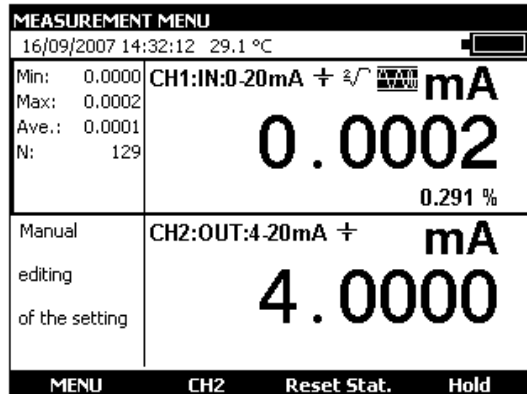 MEASUREMENT MENU
16/09/2007 14:32:12 29.1 °C
Min: 0.0000
Max: 0.0002
Ave.: 0.0001
N: 129
CH1:IN:0-20mA mA
0.0002
0.291 %
Manual
editing
of the setting
CH2:OUT:4-20mA mA
4.0000
MENU CH2 Reset Stat. Hold